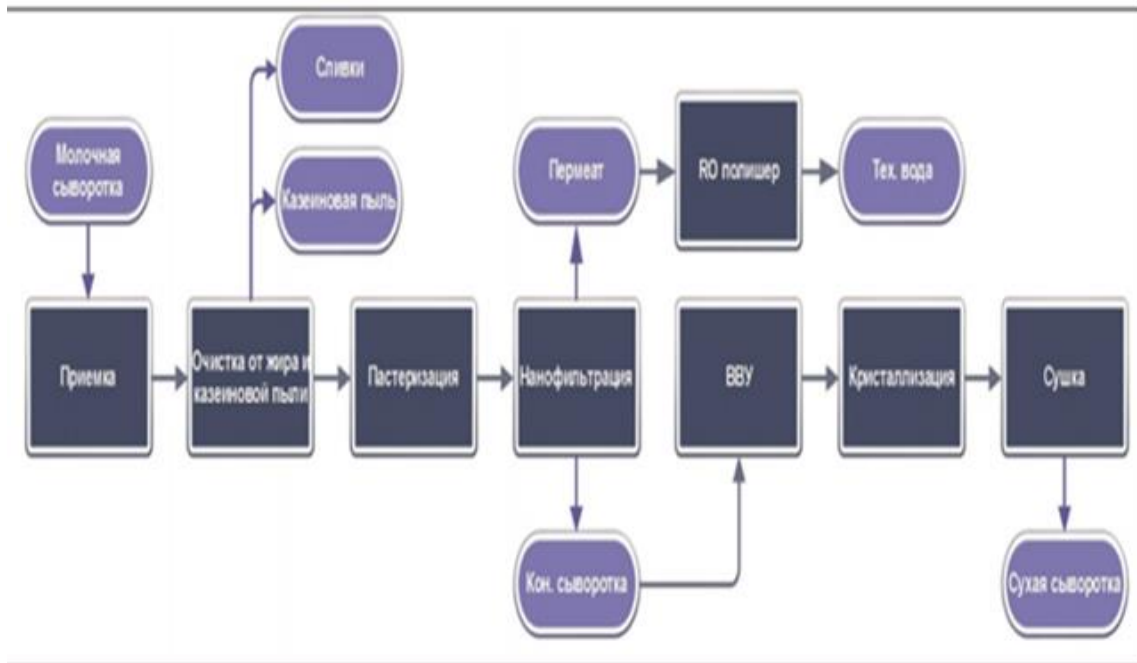 Сливки
Молочная
сыворотка
Казеиновая пыль
Пермеат
RO полишер
Тех. вода
Приемка
Очистка от жира и
казеиновой пыли
Пастеризация
Нанофильтрация
ВВУ
Кристаллизация
Сушка
Кон. сыворотка
Сухая сыворотка